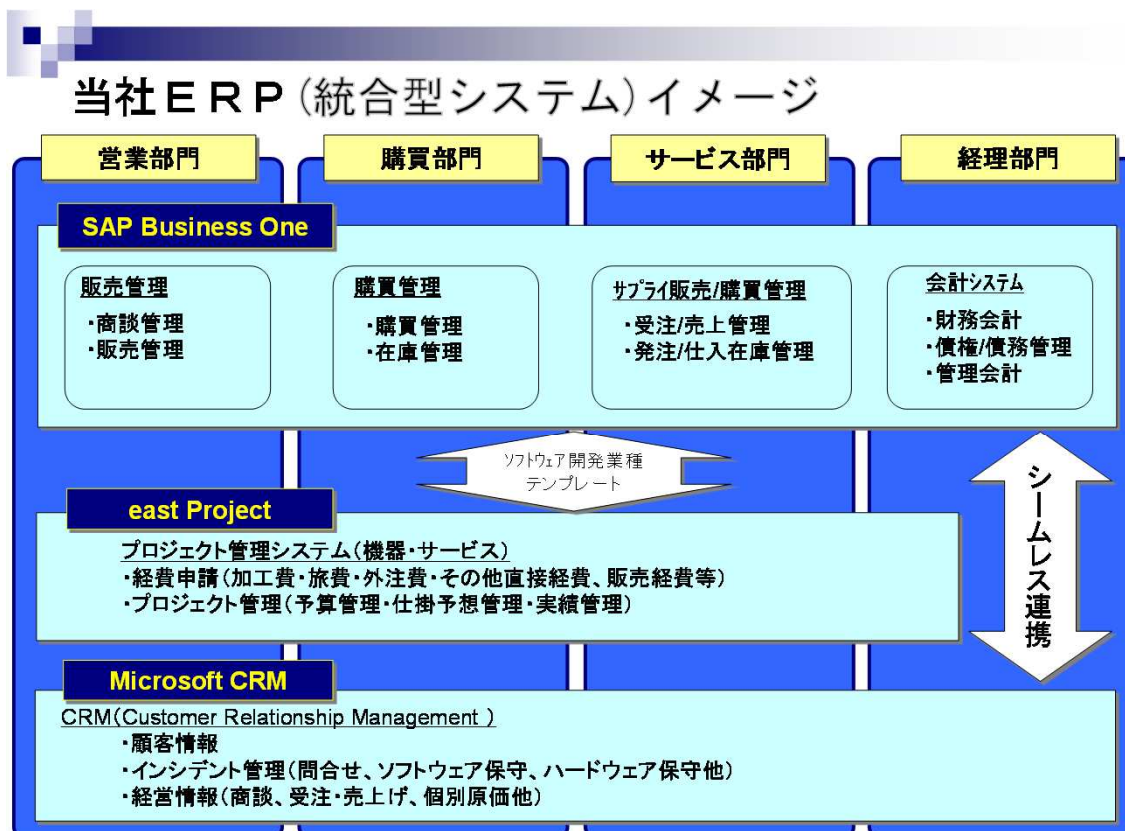 当社ERP(統合型システム)イメージ
営業部門
購買部門
サービス部門
経理部門
SAP Business One
販売管理
・商談管理
・販売管理
購買管理
・購買管理
・在庫管理
サプライ販売/購買管理
・受注/売上管理
・発注/仕入在庫管理
会計システム
・財務会計
・債権/債務管理
・管理会計
ソフトウェア開発業種
テンプレート
シームレス連携
east Project
プロジェクト管理システム(機器・サービス)
・経費申請(加工費・旅費・外注費・その他直接経費、販売経費等)
・プロジェクト管理(予算管理・仕掛予想管理・実績管理)
Microsoft CRM
CRM(Customer Relationship Management )
・顧客情報
・インシデント管理(問合せ、ソフトウェア保守、ハードウェア保守他)
・経営情報(商談、受注・売上げ、個別原価他)